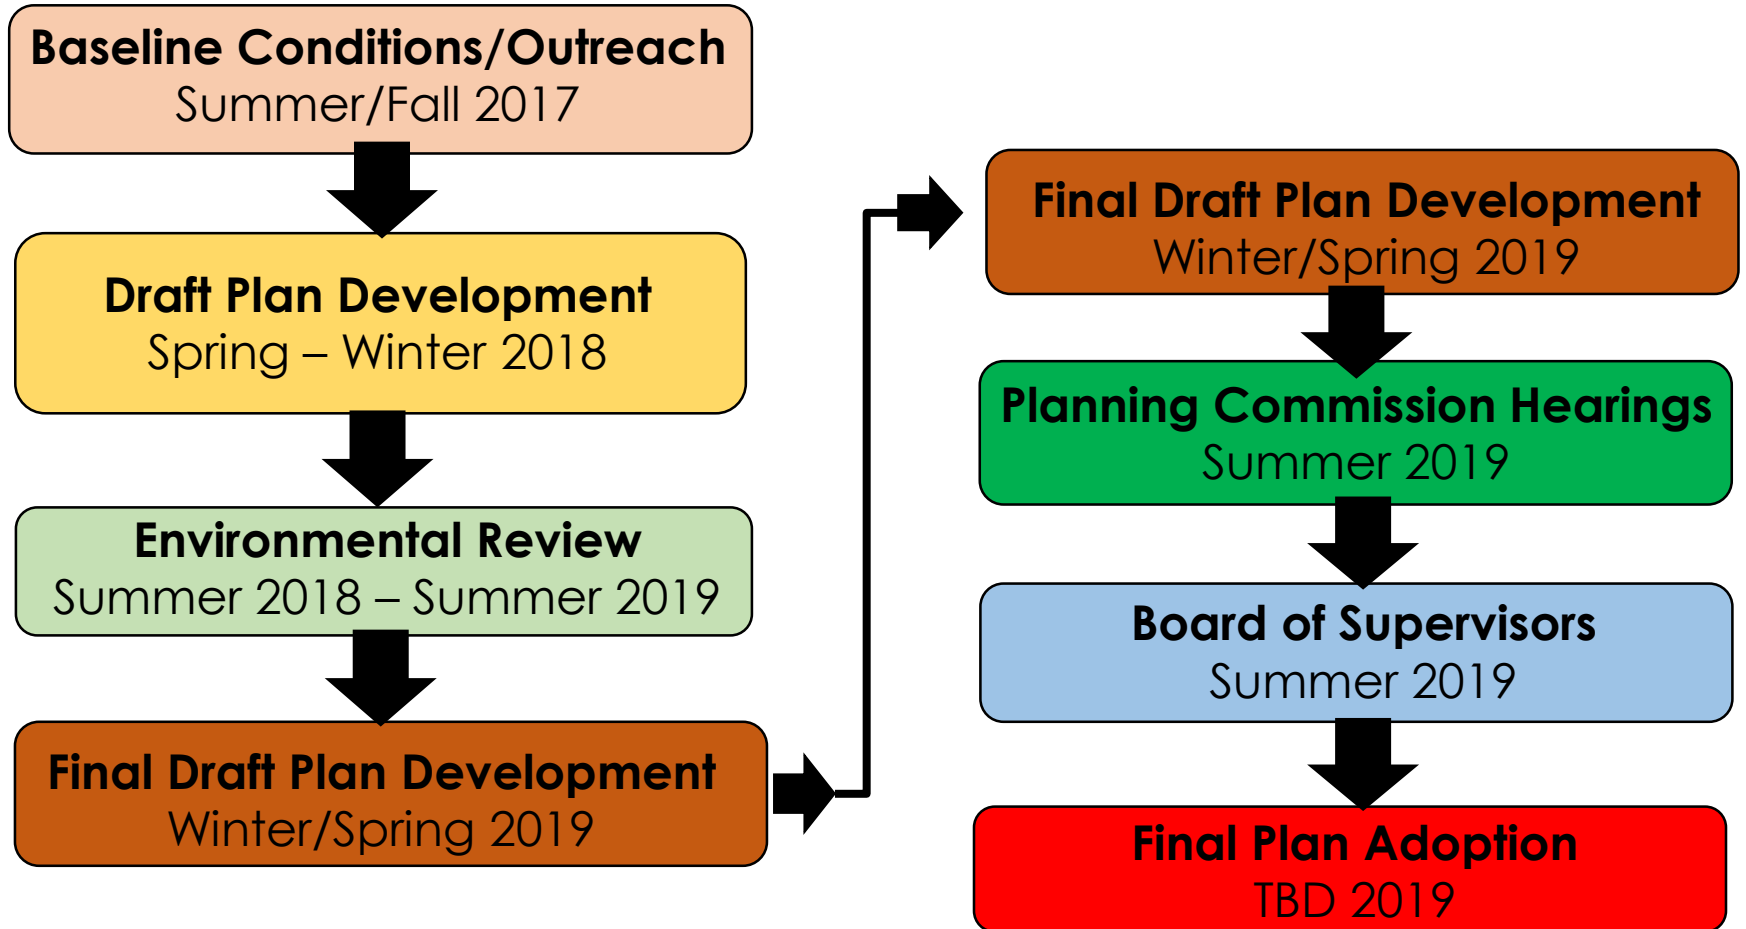 Baseline Conditions/Outreach
Summer/Fall 2017
Draft Plan Development
Spring – Winter 2018
Environmental Review
Summer 2018 – Summer 2019
Final Draft Plan Development
Winter/Spring 2019
Final Draft Plan Development
Winter/Spring 2019
Planning Commission Hearings
Summer 2019
Board of Supervisors
Summer 2019
Final Plan Adoption
TBD 2019